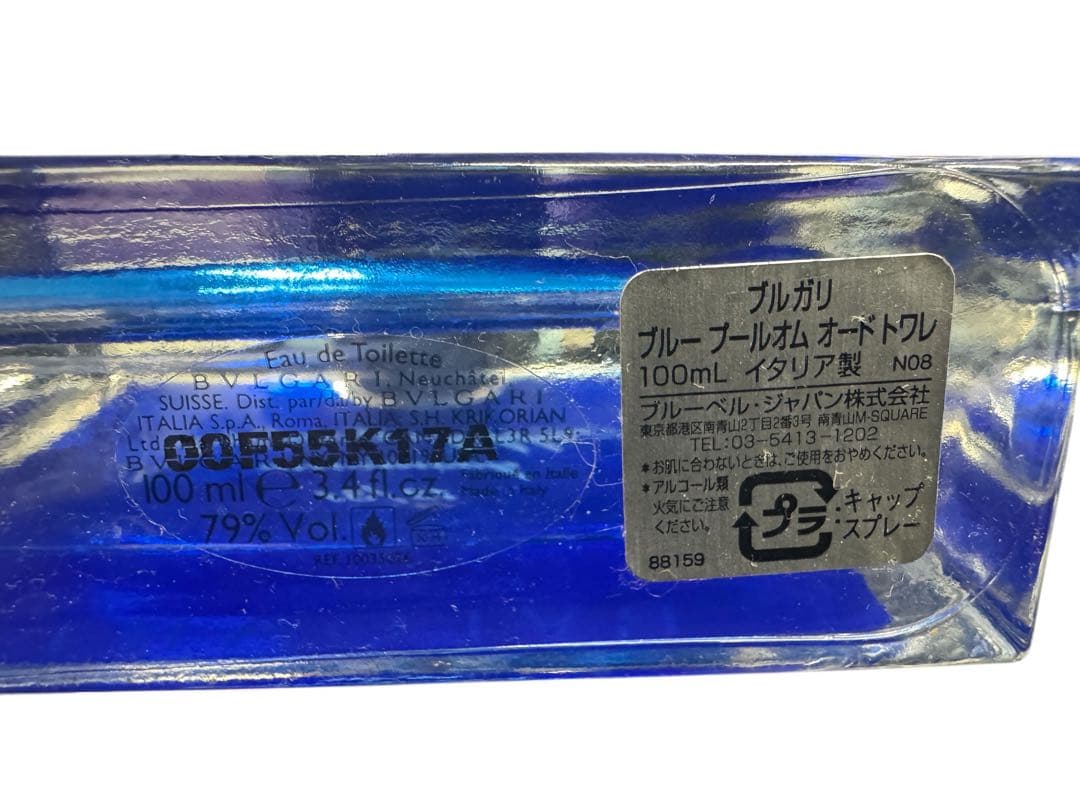 Eau de Toilette
BVLGARI, Neuchâtel,
SUISSE. Dist. par/da/by BVLGARI
ITALIA S.p.A., Roma, ITALIA. SH KRIKORIAN
Ltd
00F55K17A
100 ml e 3.4 fl.oz.
Fabriqué en Italie
Made in Italy
79% Vol.
ブルガリ
ブルー プールオム オードトワレ
100mL イタリア製 N08
ブルーベル・ジャパン株式会社
東京都港区南青山2丁目2番3号 南青山M-SQUARE
TEL:03-5413-1202
*お肌に合わないときは、ご使用をおやめください。
*アルコール類
火気にご注意
ください。
プラ
:キャップ
スプレー
88159